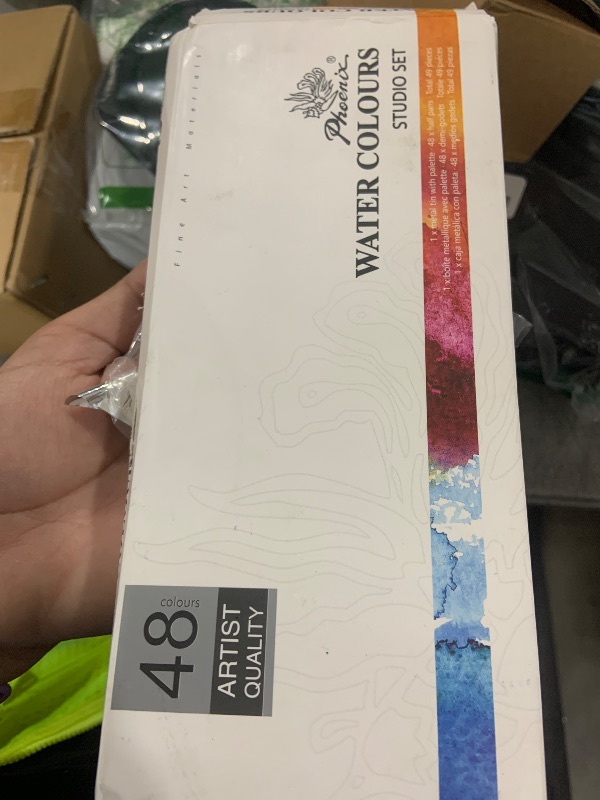 Fine Art Materials
Phoenix®
WATER COLOURS
STUDIO SET
1 x metal tin with palette · 48 x half pans · Total 49 pieces
1 x boîte métallique avec palette · 48 x demi-godets · Totale 49 pièces
1 x caja metálica con paleta · 48 x medios godets · Total 49 piezas
48 colours
ARTIST
QUALITY